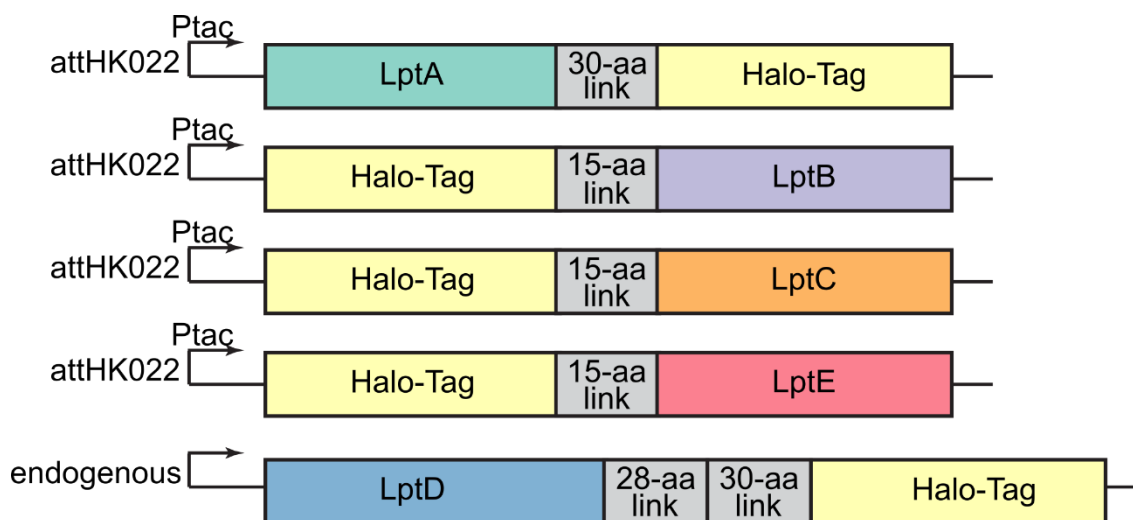 Ptac
attHK022
LptA
30-aa
link
Halo-Tag
Ptac
attHK022
Halo-Tag
15-aa
link
LptB
Ptac
attHK022
Halo-Tag
15-aa
link
LptC
Ptac
attHK022
Halo-Tag
15-aa
link
LptE
endogenous
LptD
28-aa
link
30-aa
link
Halo-Tag